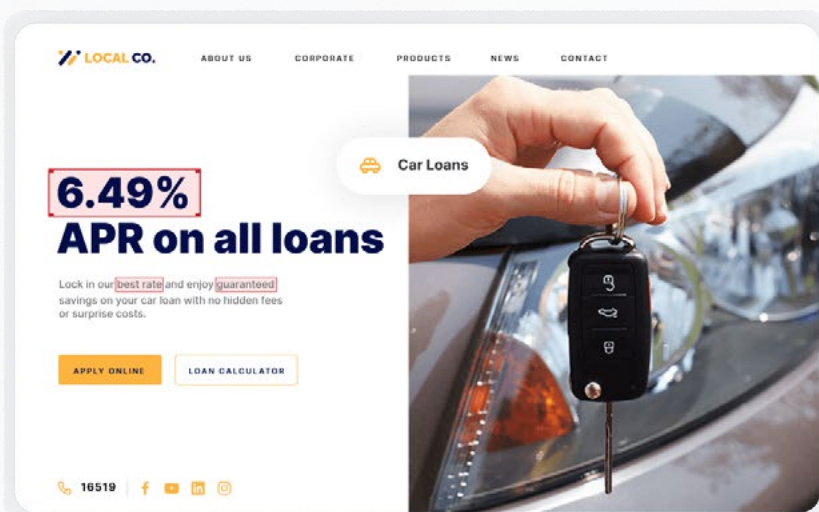 LOCAL CO.
ABOUT US
CORPORATE
PRODUCTS
NEWS
CONTACT
Car Loans
6.49%
APR on all loans
Lock in our best rate and enjoy guaranteed
savings on your car loan with no hidden fees
or surprise costs.
APPLY ONLINE
LOAN CALCULATOR
16519